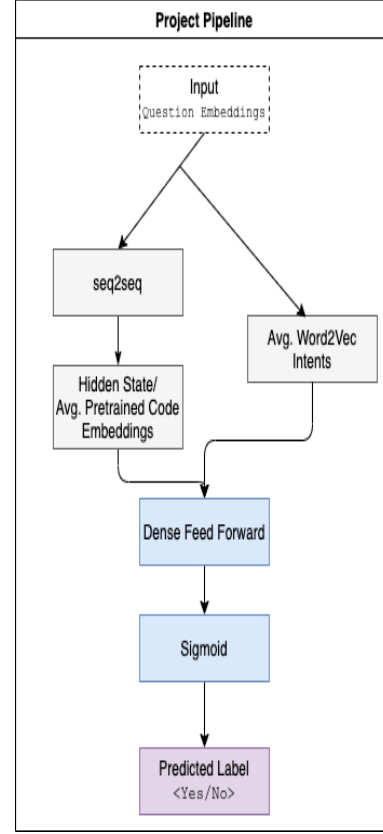 Project Pipeline
Input
Question Embeddings
seq2seq
Avg. Word2Vec
Intents
Hidden State/
Avg. Pretrained Code
Embeddings
Dense Feed Forward
Sigmoid
Predicted Label
<Yes/No>